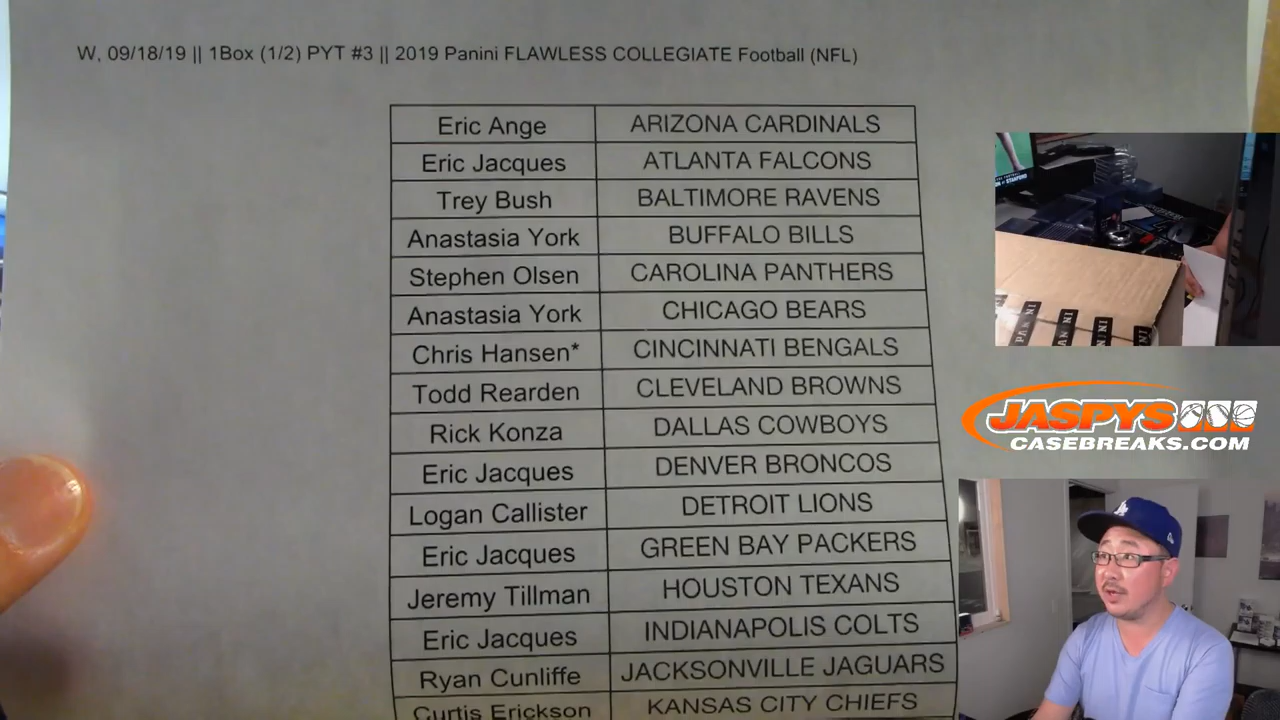 W, 09/18/19 || 1Box (1/2) PYT #3 || 2019 Panini FLAWLESS COLLEGIATE Football (NFL)
Eric Ange ARIZONA CARDINALS
Eric Jacques ATLANTA FALCONS
Trey Bush BALTIMORE RAVENS
Anastasia York BUFFALO BILLS
Stephen Olsen CAROLINA PANTHERS
Anastasia York CHICAGO BEARS
Chris Hansen* CINCINNATI BENGALS
Todd Rearden CLEVELAND BROWNS
Rick Konza DALLAS COWBOYS
Eric Jacques DENVER BRONCOS
Logan Callister DETROIT LIONS
Eric Jacques GREEN BAY PACKERS
Jeremy Tillman HOUSTON TEXANS
Eric Jacques INDIANAPOLIS COLTS
Ryan Cunliffe JACKSONVILLE JAGUARS
Curtis Erickson KANSAS CITY CHIEFS
JASPYS
CASEBREAKS.COM
LA